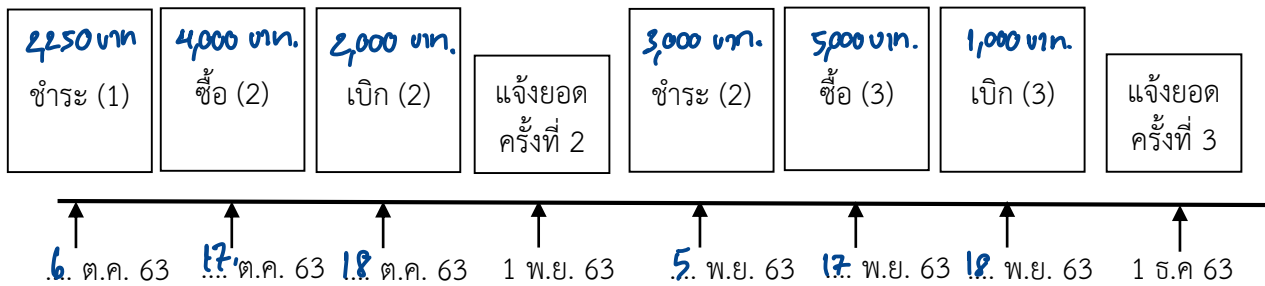 2,250 บาท
ชำระ (1)
4,000 บาท.
ซื้อ (2)
2,000 บาท.
เบิก (2)
แจ้งยอด
ครั้งที่ 2
3,000 บาท.
ชำระ (2)
5,000 บาท.
ซื้อ (3)
1,000 บาท.
เบิก (3)
แจ้งยอด
ครั้งที่ 3
6 ต.ค. 63
17 ต.ค. 63
18 ต.ค. 63
1 พ.ย. 63
5 พ.ย. 63
17 พ.ย. 63
18 พ.ย. 63
1 ธ.ค 63